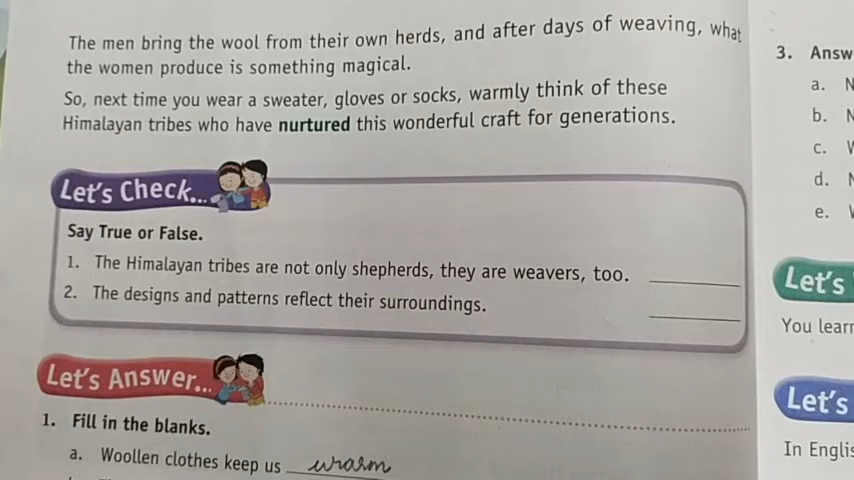 The men bring the wool from their own herds, and after days of weaving, what
the women produce is something magical.
So, next time you wear a sweater, gloves or socks, warmly think of these
Himalayan tribes who have nurtured this wonderful craft for generations.
Let's Check...
Say True or False.
1. The Himalayan tribes are not only shepherds, they are weavers, too.
2. The designs and patterns reflect their surroundings.
Let's Answer...
1. Fill in the blanks.
a. Woollen clothes keep us warm
3. Answ
a. N
b. N
c.
d.
e.
Let's
You learn
Let's
In Englis